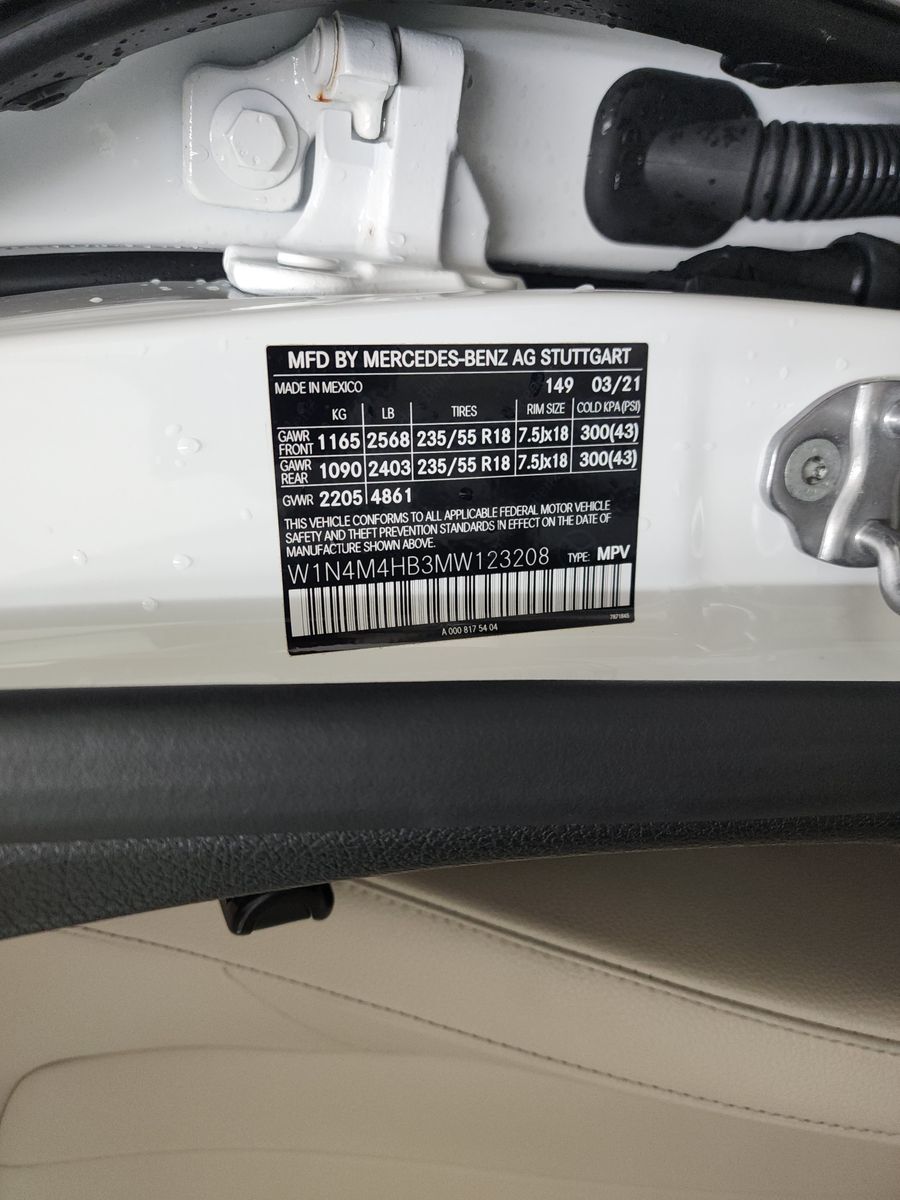 MFD BY MERCEDES-BENZ AG STUTTGART
MADE IN MEXICO 149 03/21
KG LB TIRES RIM SIZE COLD KPA (PSI)
GAWR FRONT 1165 2568 235/55 R18 7.5Jx18 300(43)
GAWR REAR 1090 2403 235/55 R18 7.5Jx18 300(43)
GVWR 2205 4861
THIS VEHICLE CONFORMS TO ALL APPLICABLE FEDERAL MOTOR VEHICLE
SAFETY AND THEFT PREVENTION STANDARDS IN EFFECT ON THE DATE OF
MANUFACTURE SHOWN ABOVE.
W1N4M4HB3MW123208 TYPE: MPV
A 000 817 54 04 7871845